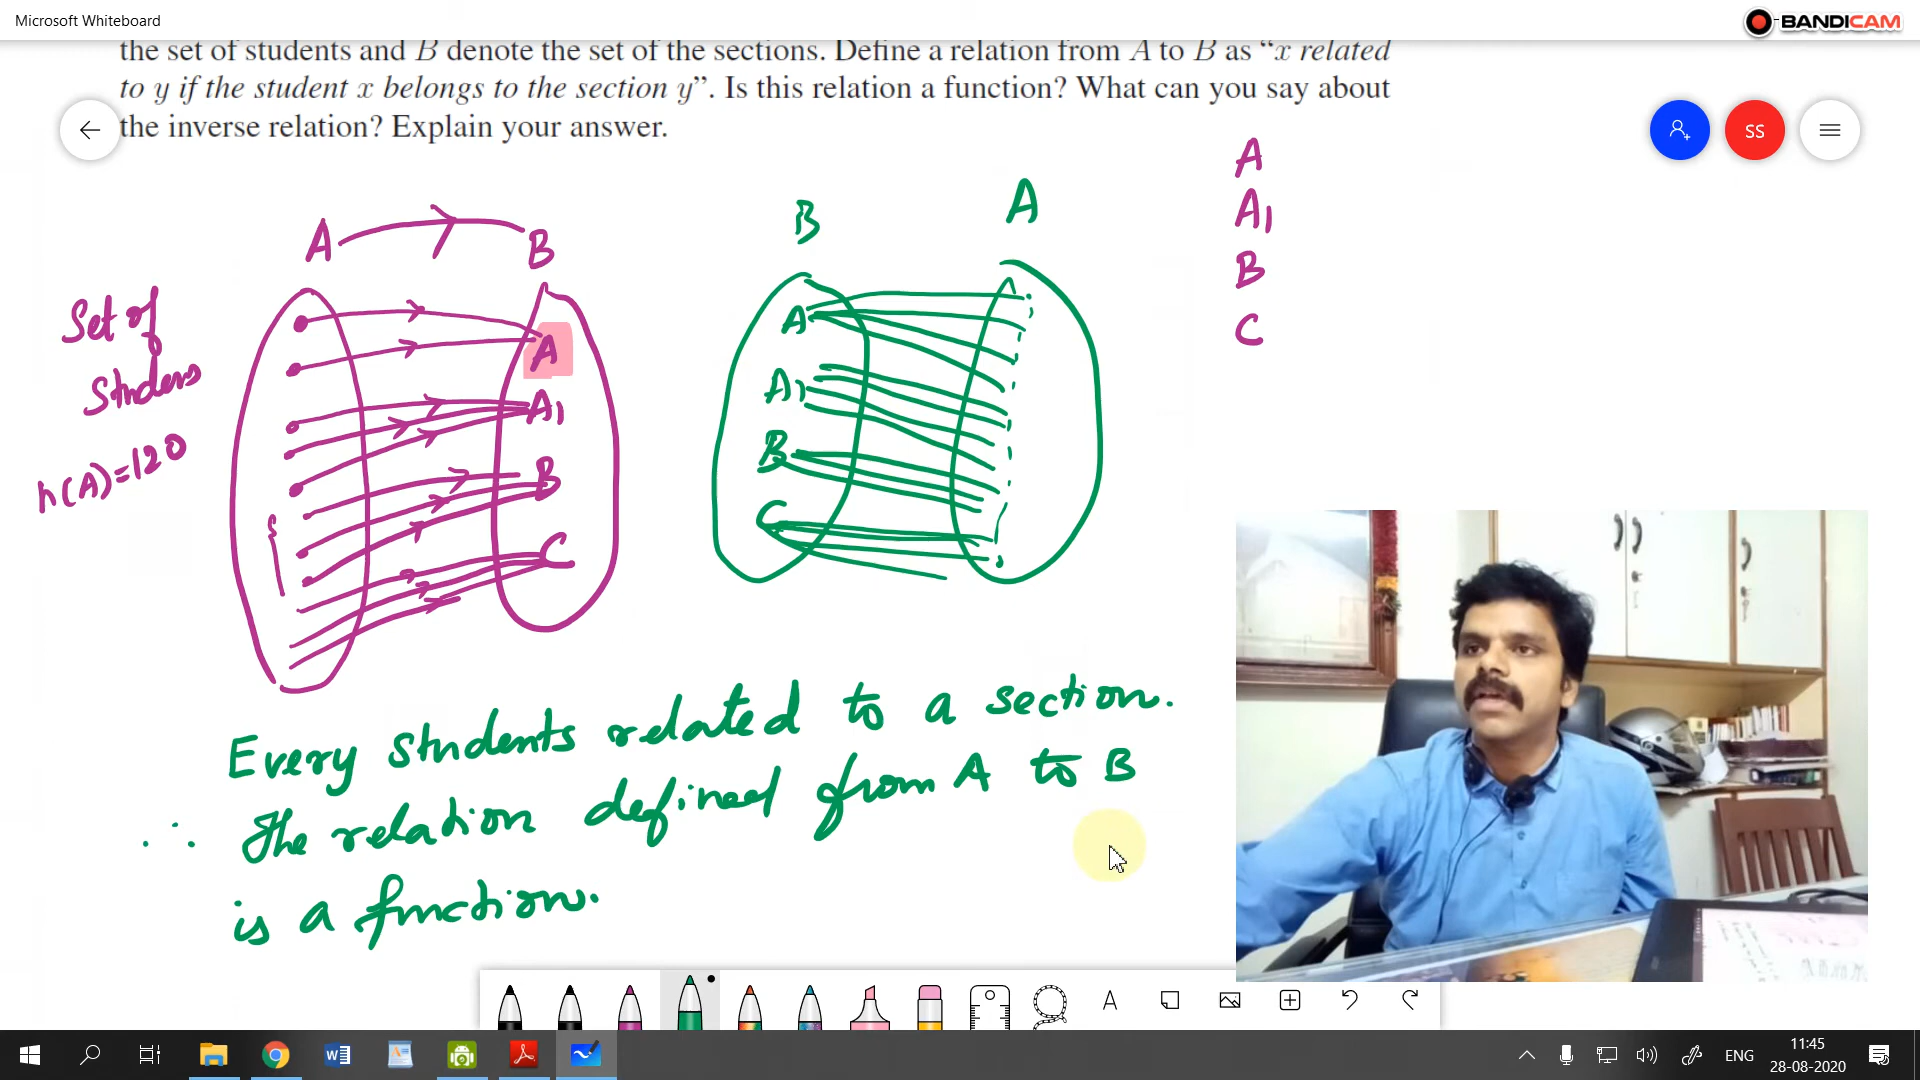 Microsoft Whiteboard
BANDICAM
the set of students and B denote the set of the sections. Define a relation from A to B as “x related
to y if the student x belongs to the section y”. Is this relation a function? What can you say about
the inverse relation? Explain your answer.
SS
A
A1
B
C
A B
Set of
Studens
n(A)=120
A
A1
B
C
B A
A
A1
B
C
Every students related to a section.
∴ The relation defined from A to B
is a function.
A
ENG
11:45
28-08-2020